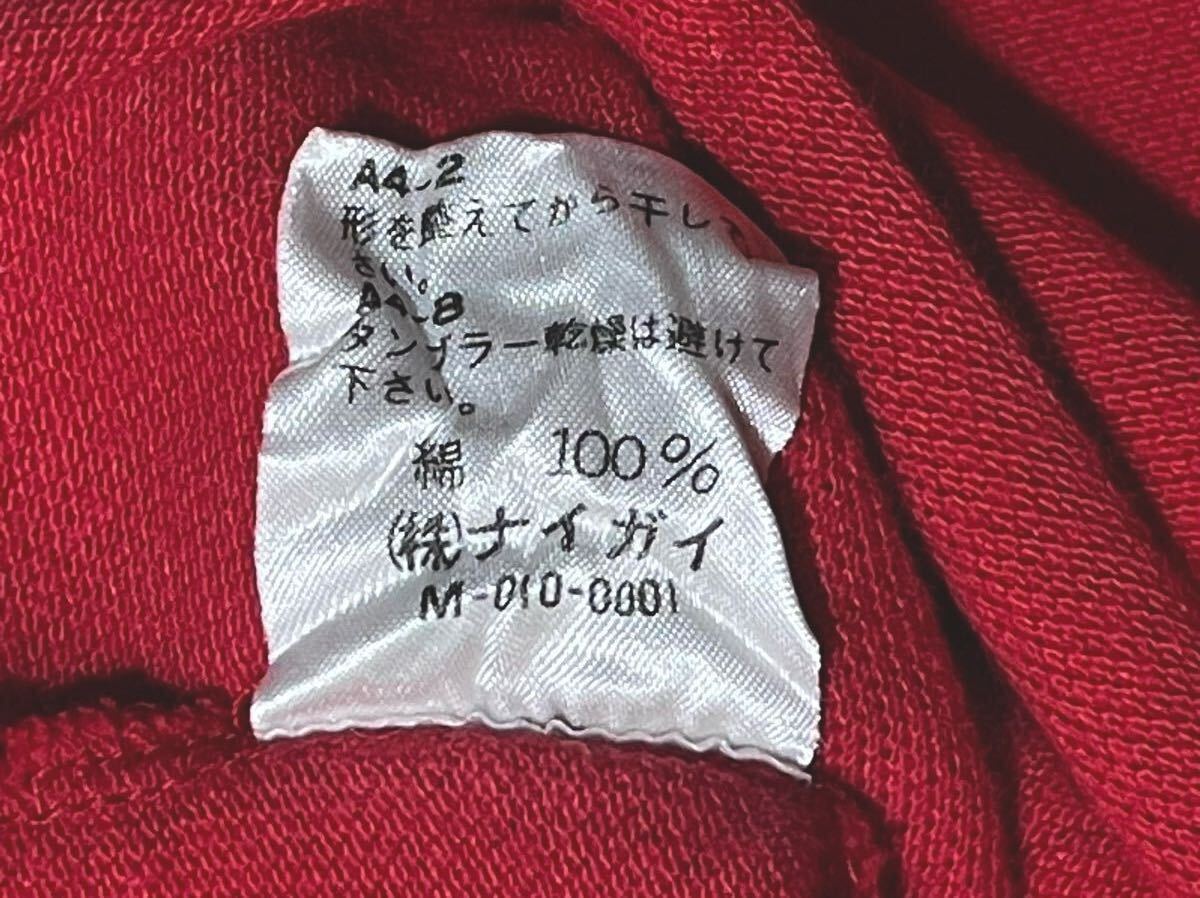 A4-2
形を整えてから干して
さい。
A4-8
タンブラー乾燥は避けて
下さい。
綿 100%
(株)ナイガイ
M-010-0001